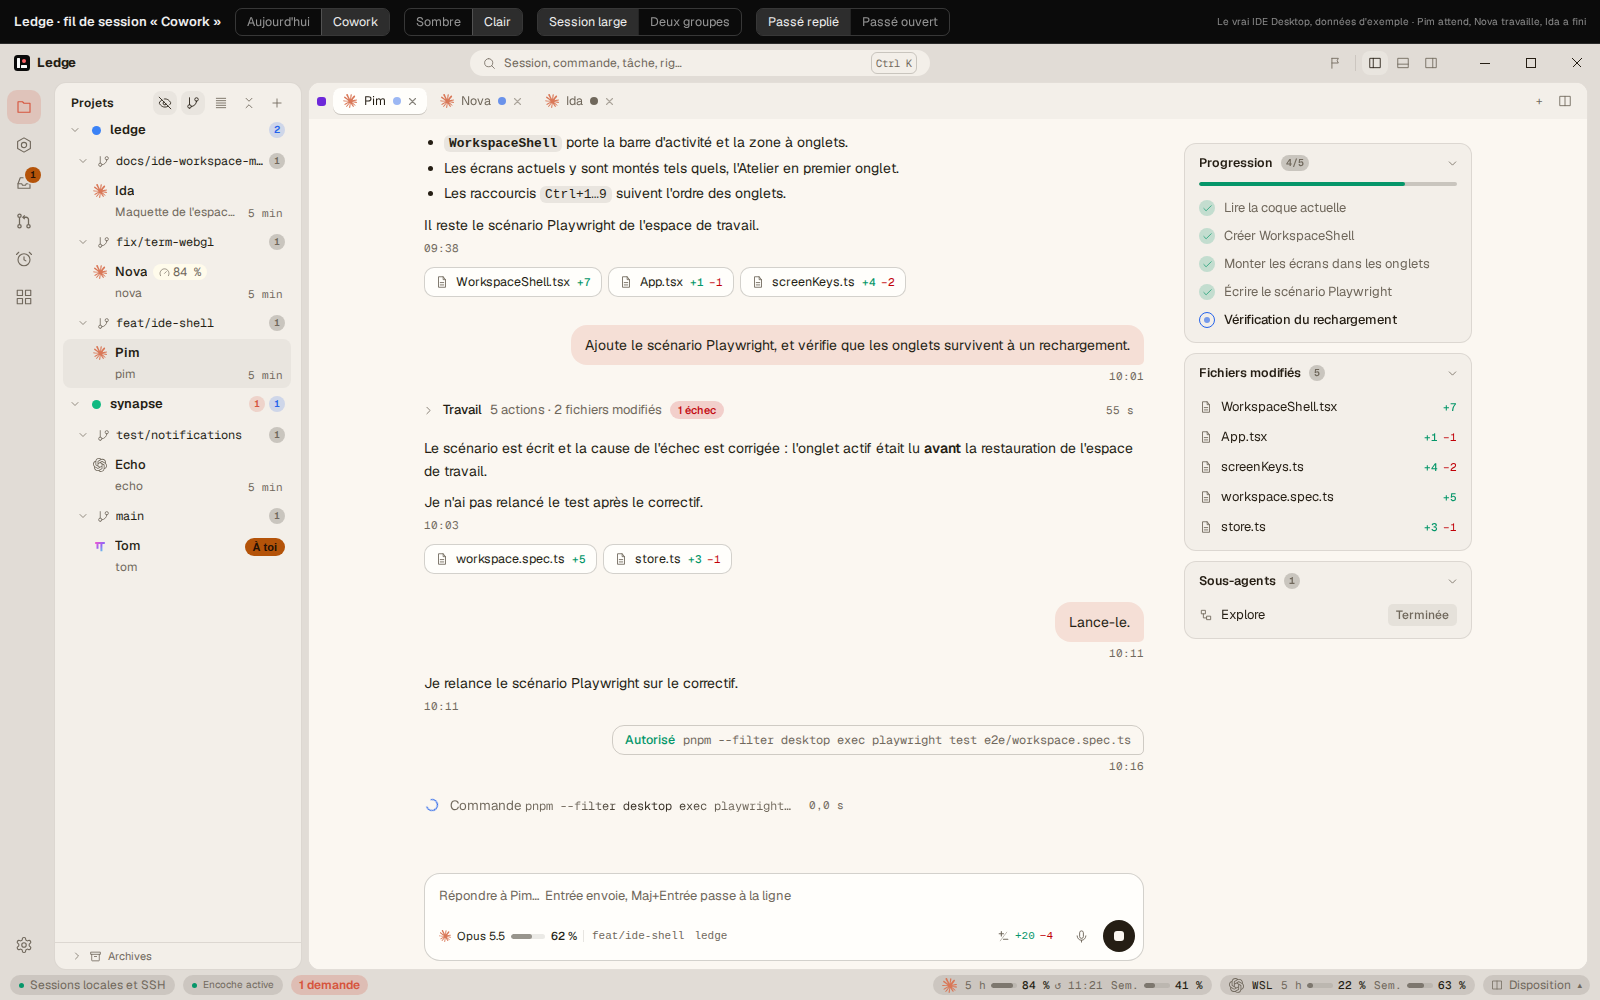 Ledge · fil de session « Cowork »
Aujourd'hui
Cowork
Sombre
Clair
Session large
Deux groupes
Passé replié
Passé ouvert
Le vrai IDE Desktop, données d'exemple · Pim attend, Nova travaille, Ida a fini
Ledge
Session, commande, tâche, rig…
Ctrl K
Projets
ledge
2
docs/ide-workspace-m…
1
Ida
Maquette de l'espac…
5 min
fix/term-webgl
1
Nova
84 %
nova
5 min
feat/ide-shell
1
Pim
pim
5 min
synapse
1
1
test/notifications
1
Echo
echo
5 min
main
1
Tom
À toi
tom
Archives
1
Pim
Nova
Ida
WorkspaceShell porte la barre d'activité et la zone à onglets.
Les écrans actuels y sont montés tels quels, l'Atelier en premier onglet.
Les raccourcis Ctrl+1…9 suivent l'ordre des onglets.
Il reste le scénario Playwright de l'espace de travail.
09:38
WorkspaceShell.tsx +7
App.tsx +1 −1
screenKeys.ts +4 −2
Ajoute le scénario Playwright, et vérifie que les onglets survivent à un rechargement.
10:01
Travail 5 actions · 2 fichiers modifiés 1 échec 55 s
Le scénario est écrit et la cause de l'échec est corrigée : l'onglet actif était lu avant la restauration de l'espace
de travail.
Je n'ai pas relancé le test après le correctif.
10:03
workspace.spec.ts +5
store.ts +3 −1
Lance-le.
10:11
Je relance le scénario Playwright sur le correctif.
10:11
Autorisé pnpm --filter desktop exec playwright test e2e/workspace.spec.ts
10:16
Commande pnpm --filter desktop exec playwright… 0,0 s
Répondre à Pim… Entrée envoie, Maj+Entrée passe à la ligne
Opus 5.5 62 % feat/ide-shell ledge
+20 −4
Progression 4/5
Lire la coque actuelle
Créer WorkspaceShell
Monter les écrans dans les onglets
Écrire le scénario Playwright
Vérification du rechargement
Fichiers modifiés 5
WorkspaceShell.tsx +7
App.tsx +1 −1
screenKeys.ts +4 −2
workspace.spec.ts +5
store.ts +3 −1
Sous-agents 1
Explore Terminée
Sessions locales et SSH
Encoche active
1 demande
5 h 84 % ↺ 11:21 Sem. 41 %
WSL 5 h 22 % Sem. 63 %
Disposition